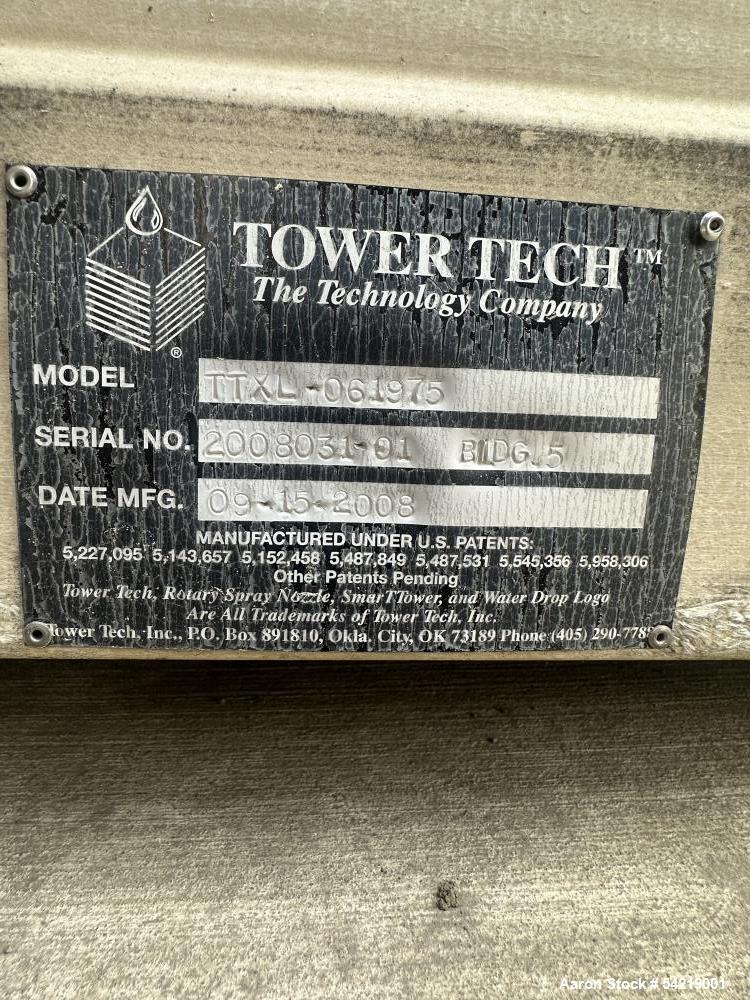 TOWER TECH™
The Technology Company
®
MODEL TTXL-061975
SERIAL NO. 2008031-01 BLDG.5
DATE MFG. 09-15-2008
MANUFACTURED UNDER U.S. PATENTS:
5,227,095 5,143,657 5,152,458 5,487,849 5,487,531 5,545,356 5,958,306
Other Patents Pending
Tower Tech, Rotary Spray Nozzle, SmarTTower, and Water Drop Logo
Are All Trademarks of Tower Tech, Inc.
Tower Tech, Inc., P.O. Box 891810, Okla. City, OK 73189 Phone (405)
Aaron Stock # 54219001